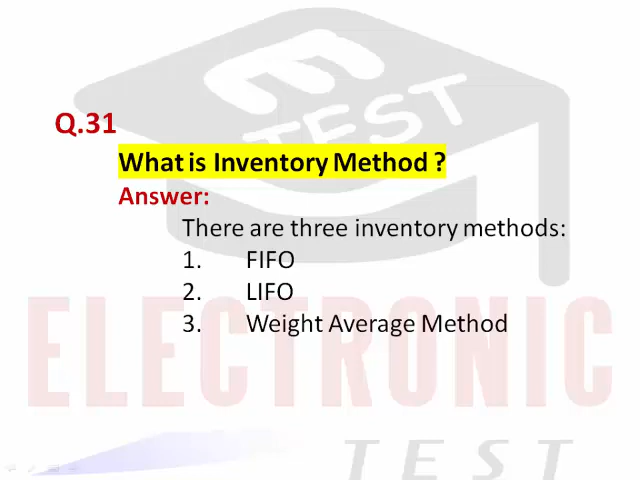 TEST
Q.31
What is Inventory Method ?
Answer:
There are three inventory methods:
1. FIFO
2. LIFO
3. Weight Average Method
ELECTRONIC
TEST